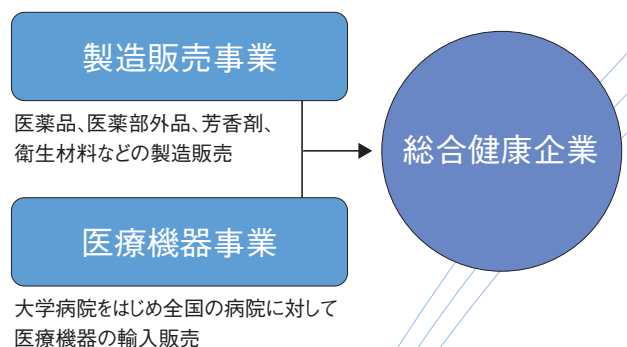 製造販売事業
医薬品、医薬部外品、芳香剤、
衛生材料などの製造販売
総合健康企業
医療機器事業
大学病院をはじめ全国の病院に対して
医療機器の輸入販売